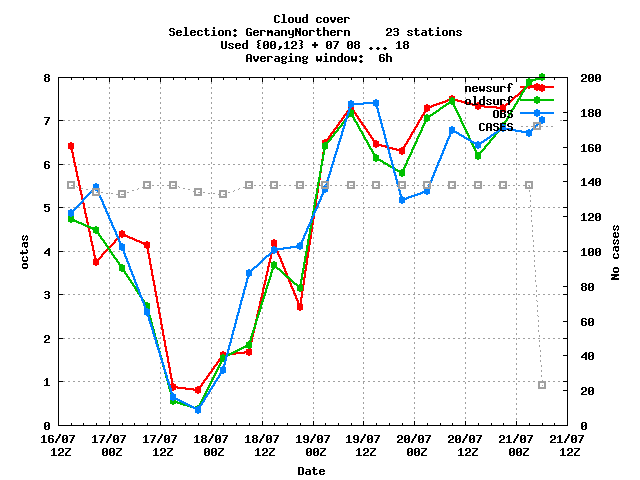 Cloud cover
Selection: GermanyNorthern 23 stations
Used {00,12} + 07 08 ... 18
Averaging window: 6h
newsurf
oldsurf
OBS
CASES
8
7
6
5
4
3
2
1
0
200
180
160
140
120
100
80
60
40
20
0
octas
No cases
16/07 17/07 17/07 18/07 18/07 19/07 19/07 20/07 20/07 21/07 21/07
12Z 00Z 12Z 00Z 12Z 00Z 12Z 00Z 12Z 00Z 12Z
Date